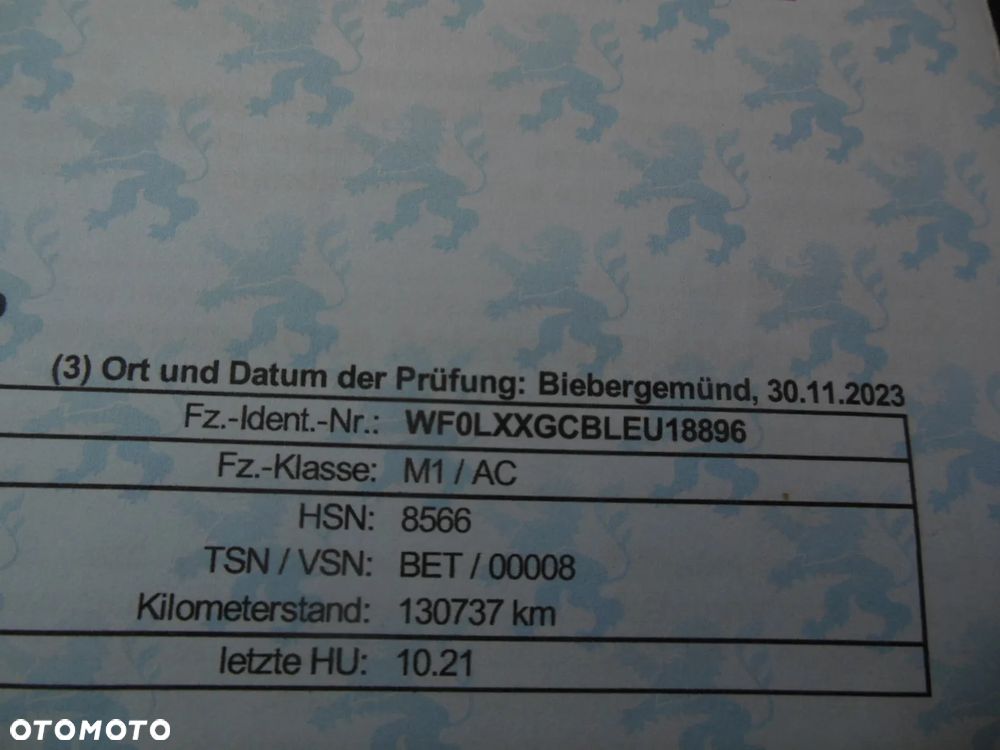 (3) Ort und Datum der Prüfung: Biebergemünd, 30.11.2023
Fz.-Ident.-Nr.: WF0LXXGCBLEU18896
Fz.-Klasse: M1 / AC
HSN: 8566
TSN / VSN: BET / 00008
Kilometerstand: 130737 km
letzte HU: 10.21
OTOMOTO